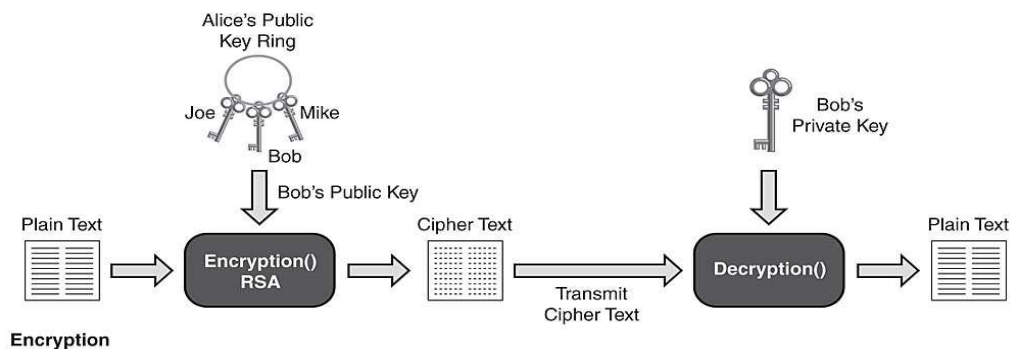 Alice's Public
Key Ring
Joe
Mike
Bob
Bob's
Private Key
Bob's Public Key
Plain Text
Cipher Text
Plain Text
Encryption()
RSA
Decryption()
Transmit
Cipher Text
Encryption